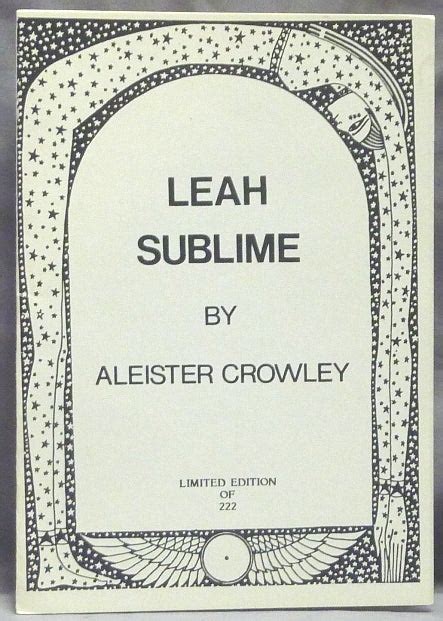 LEAH
SUBLIME
BY
ALEISTER CROWLEY
LIMITED EDITION
OF
222